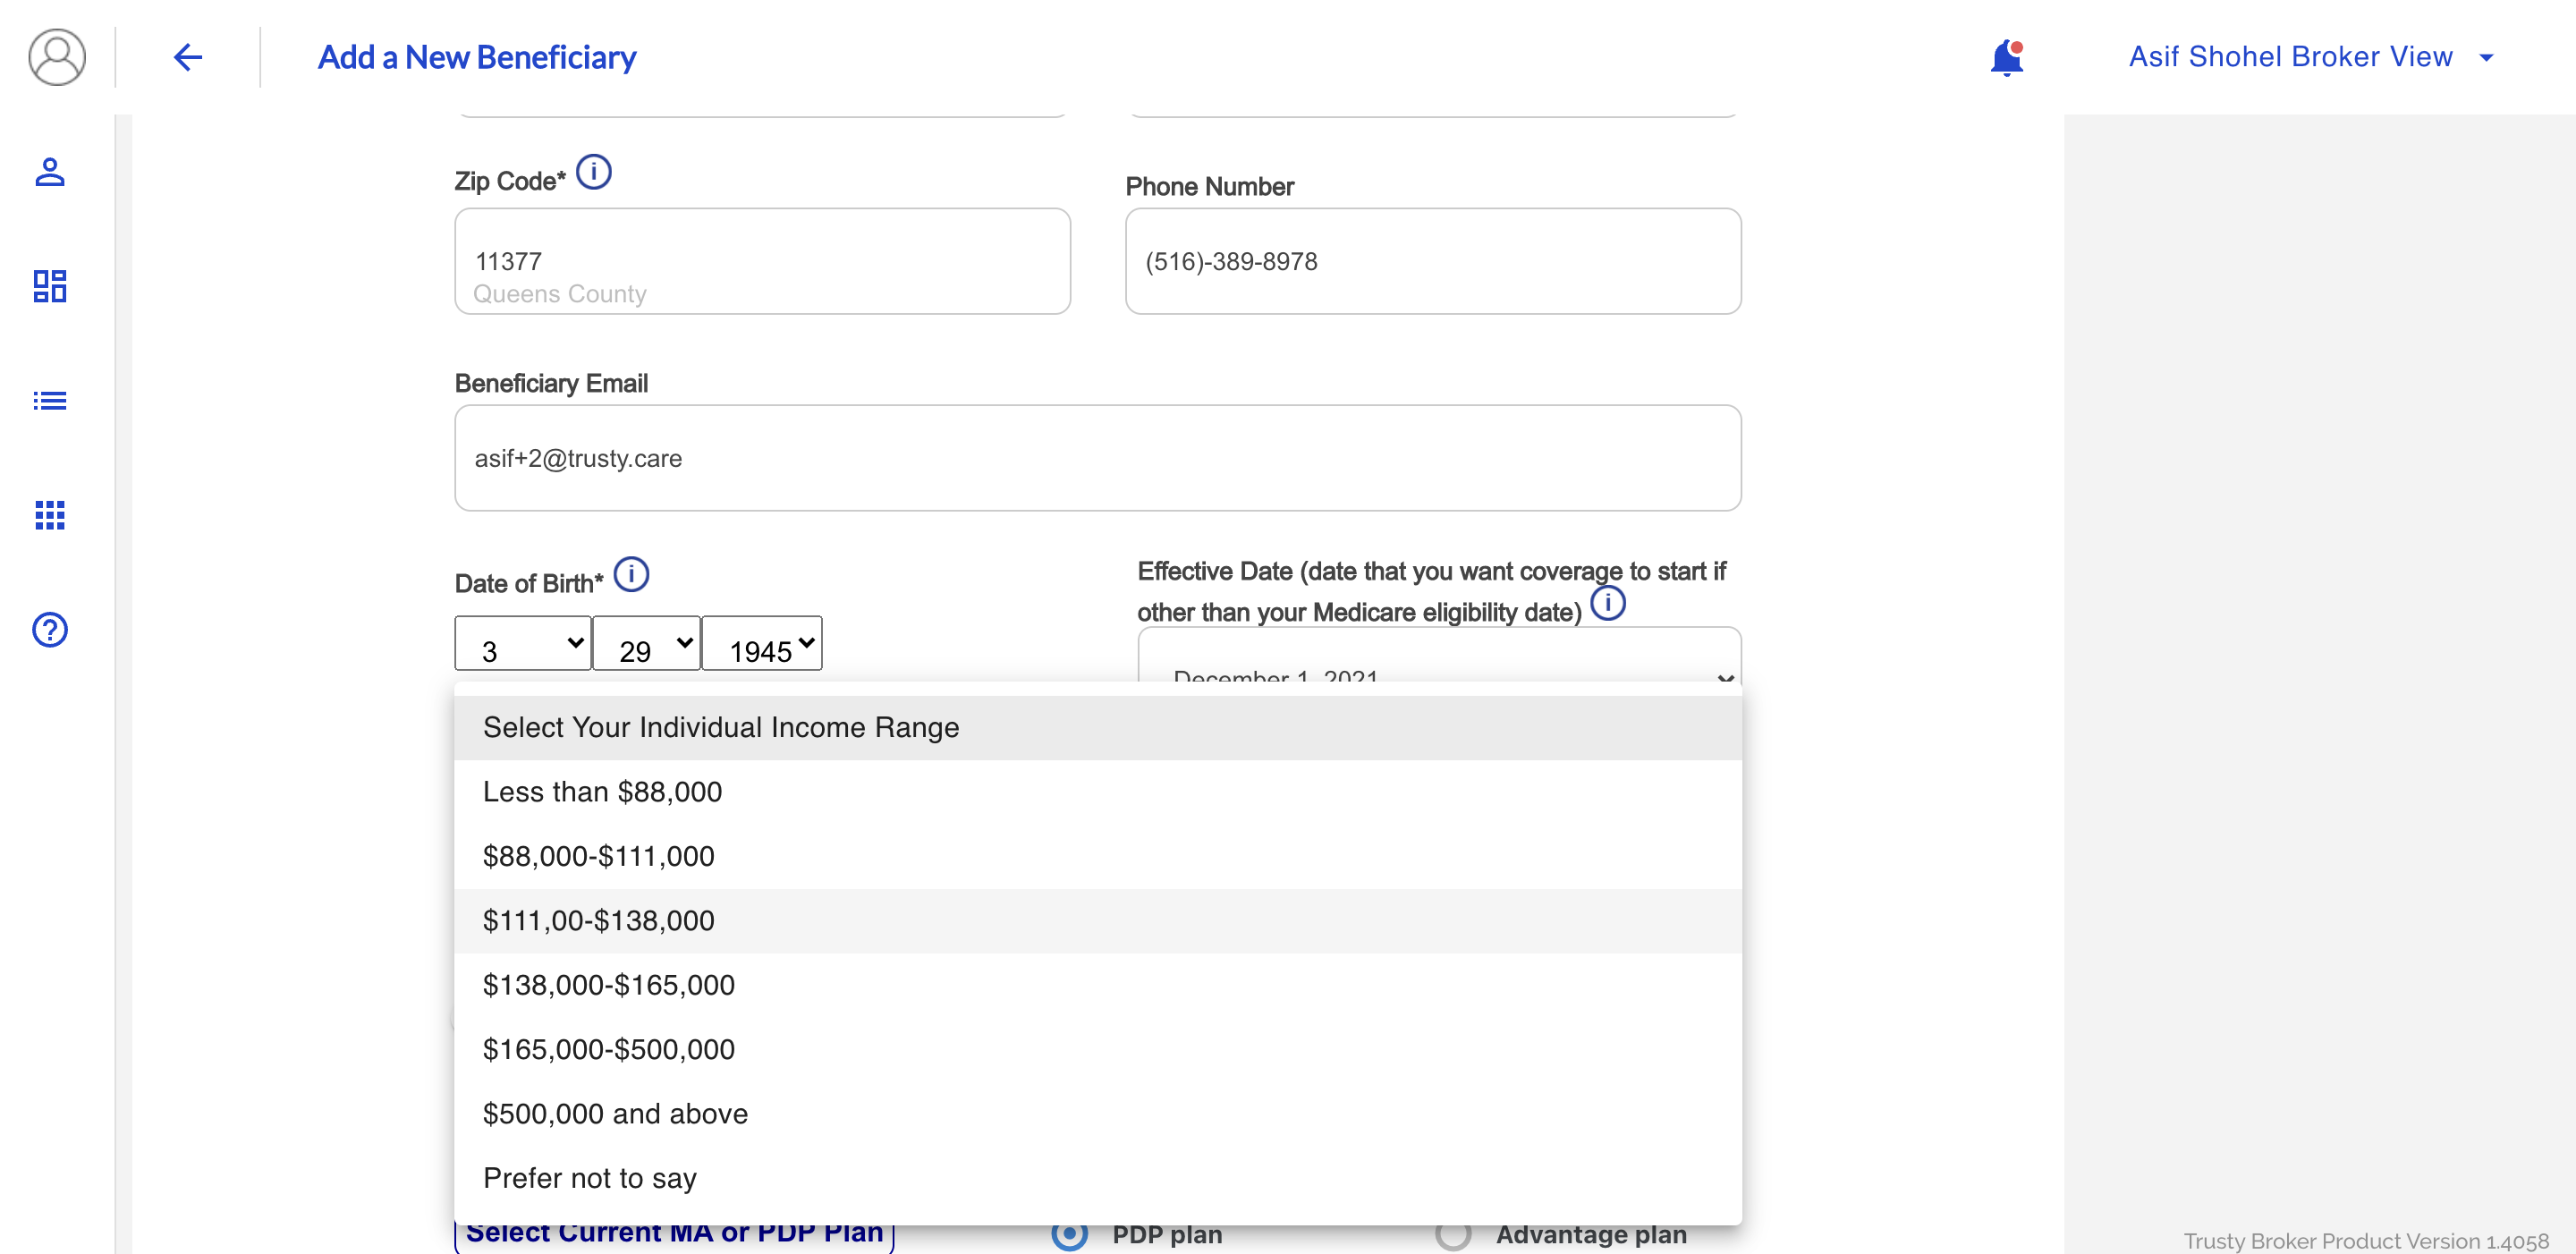 Add a New Beneficiary
Asif Shohel Broker View
Zip Code*
Phone Number
11377
Queens County
(516)-389-8978
Beneficiary Email
asif+2@trusty.care
Date of Birth*
Effective Date (date that you want coverage to start if
other than your Medicare eligibility date)
3
29
1945
December 1, 2021
Select Your Individual Income Range
Less than $88,000
$88,000-$111,000
$111,00-$138,000
$138,000-$165,000
$165,000-$500,000
$500,000 and above
Prefer not to say
Select Current MA or PDP Plan
PDP plan
Advantage plan
Trusty Broker Product Version 1.4058